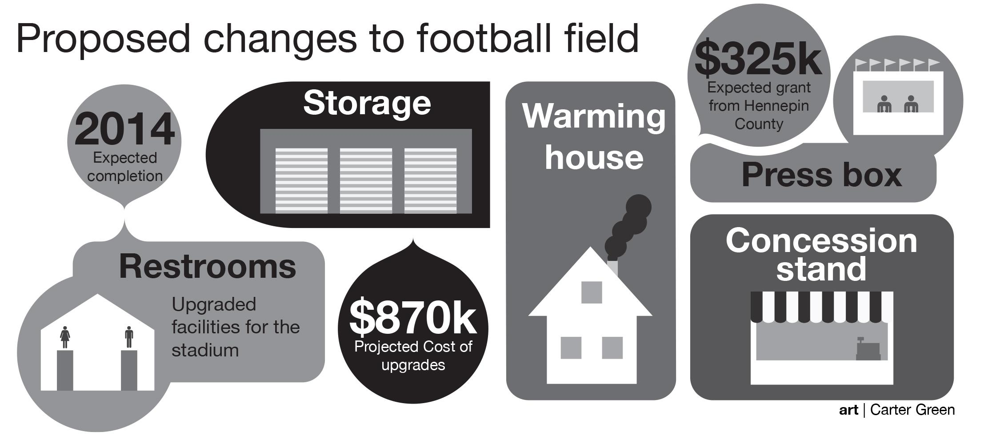 Proposed changes to football field
2014
Expected
completion
Storage
Warming
house
$325k
Expected grant
from Hennepin
County
Press box
Restrooms
Upgraded
facilities for the
stadium
$870k
Projected Cost of
upgrades
Concession
stand
art | Carter Green